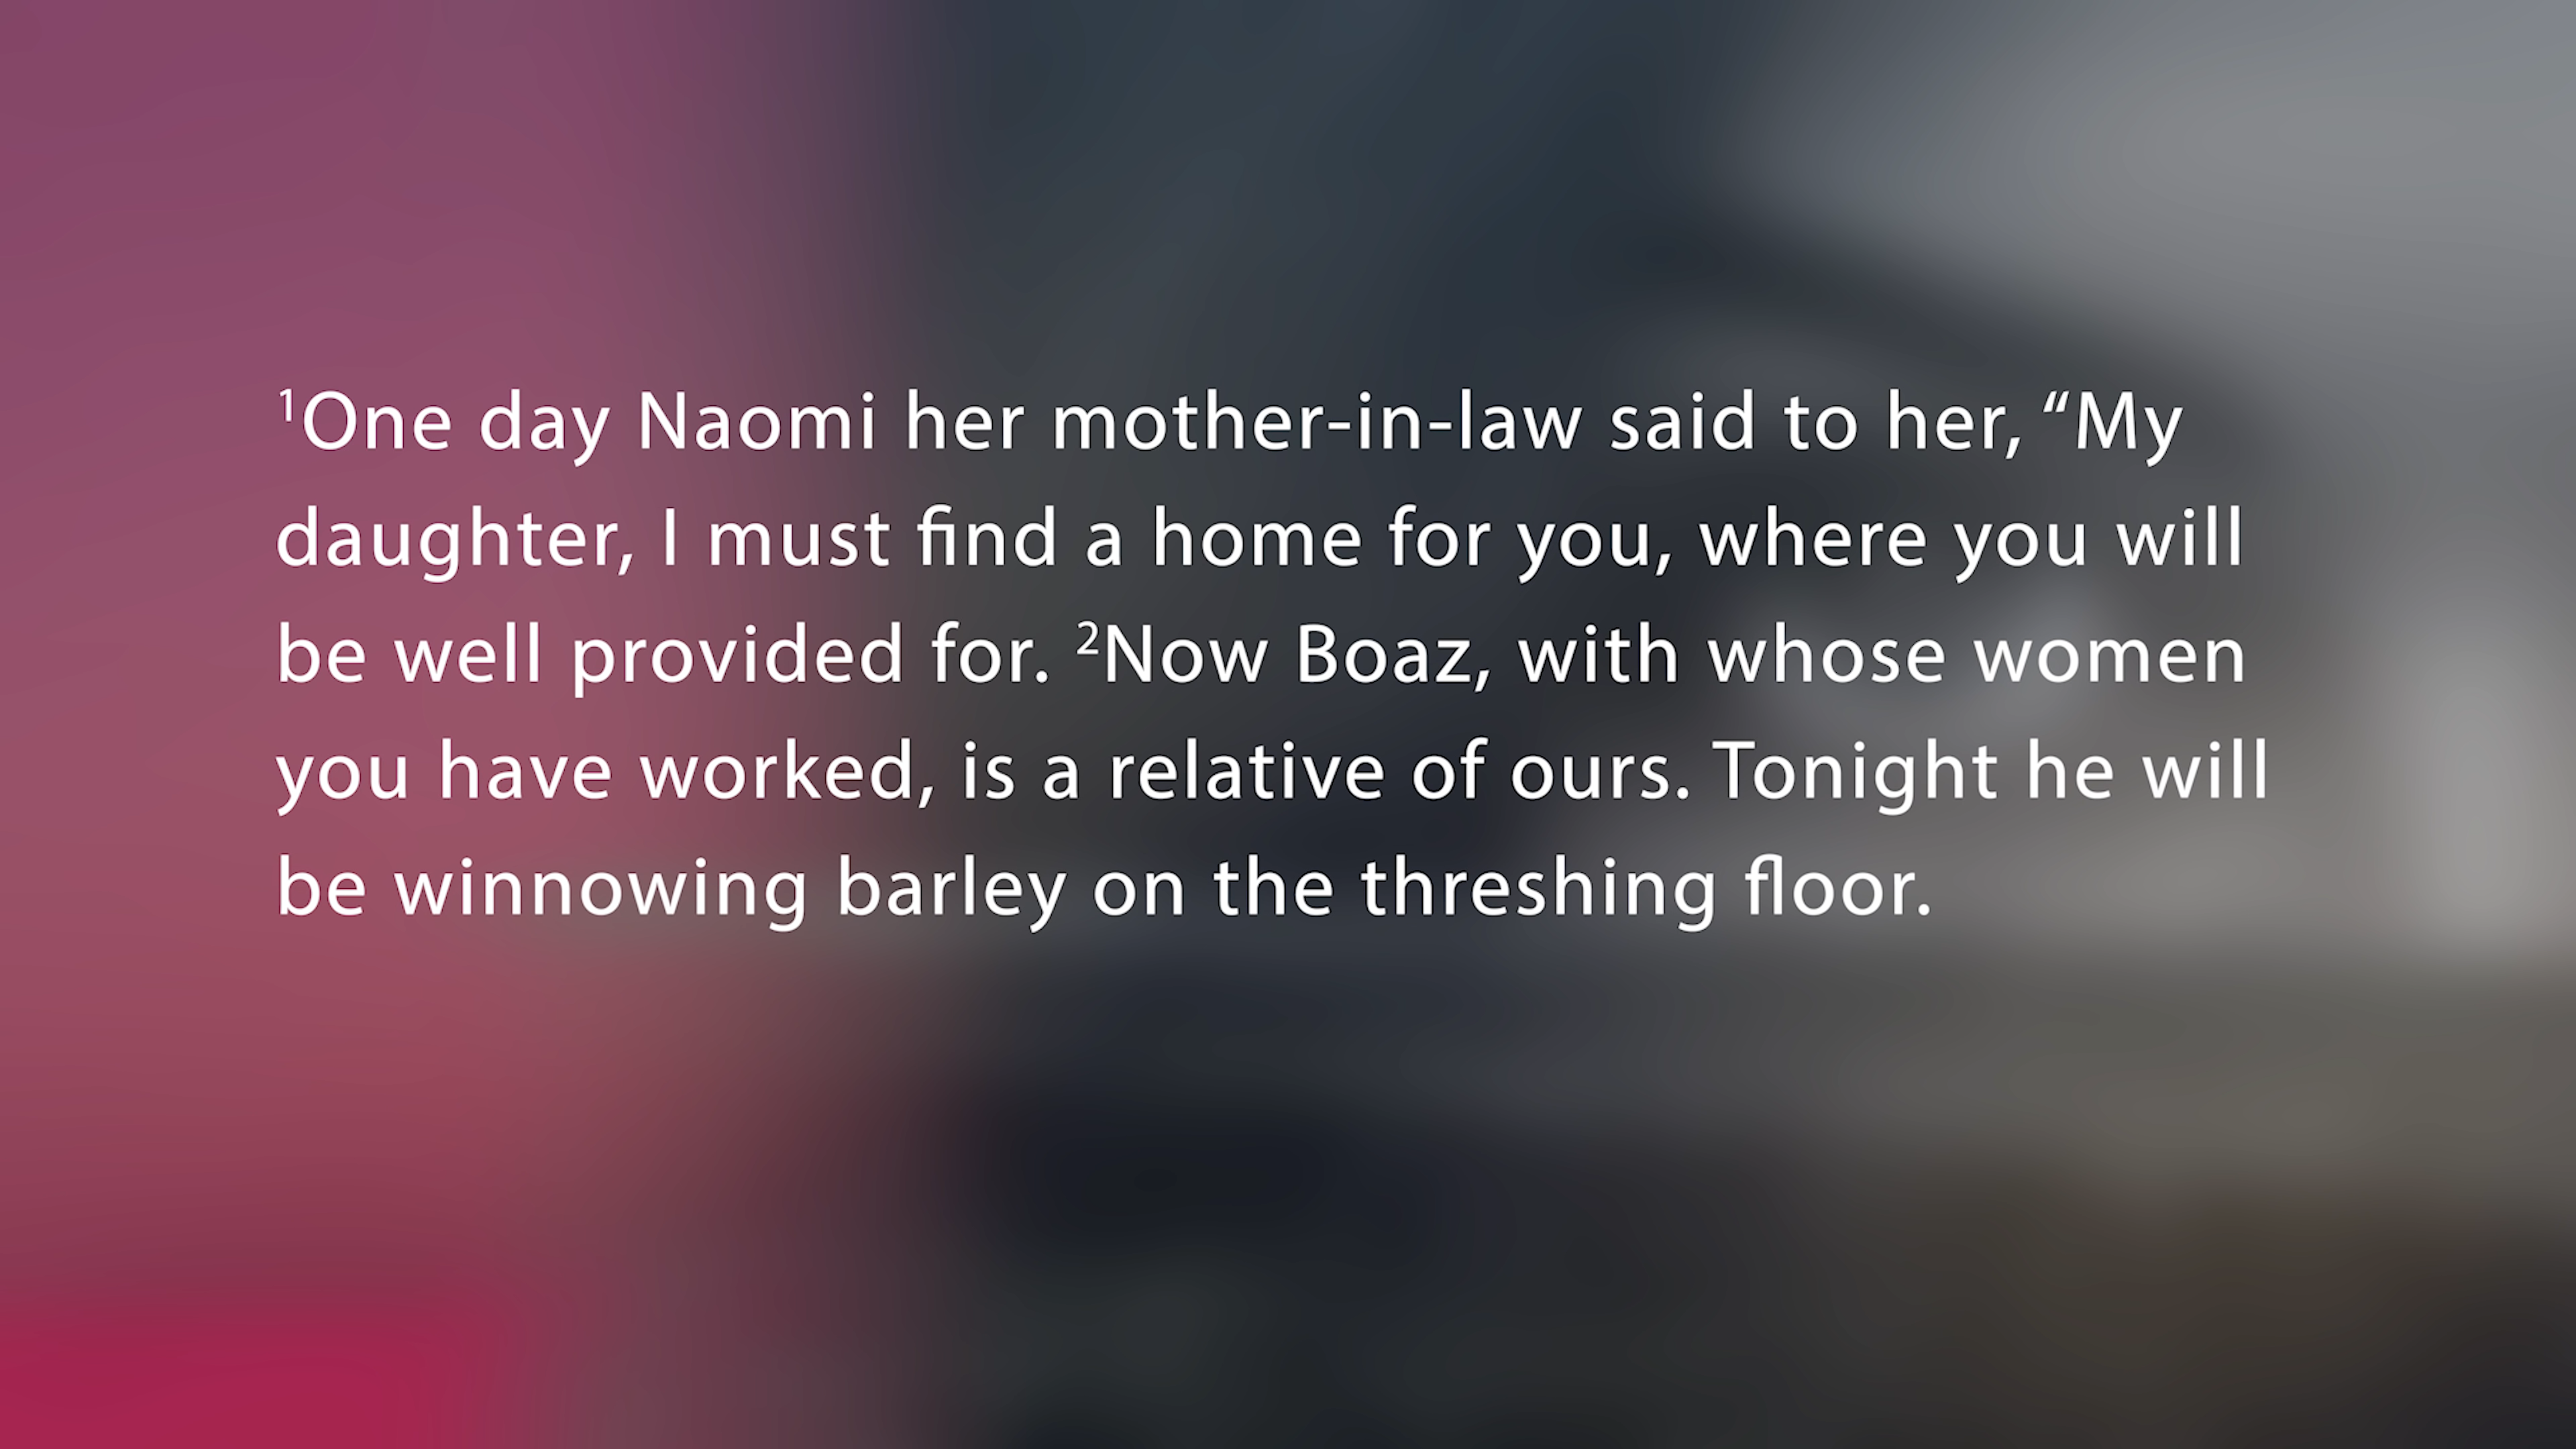 ¹One day Naomi her mother-in-law said to her, “My
daughter, I must find a home for you, where you will
be well provided for. ²Now Boaz, with whose women
you have worked, is a relative of ours. Tonight he will
be winnowing barley on the threshing floor.